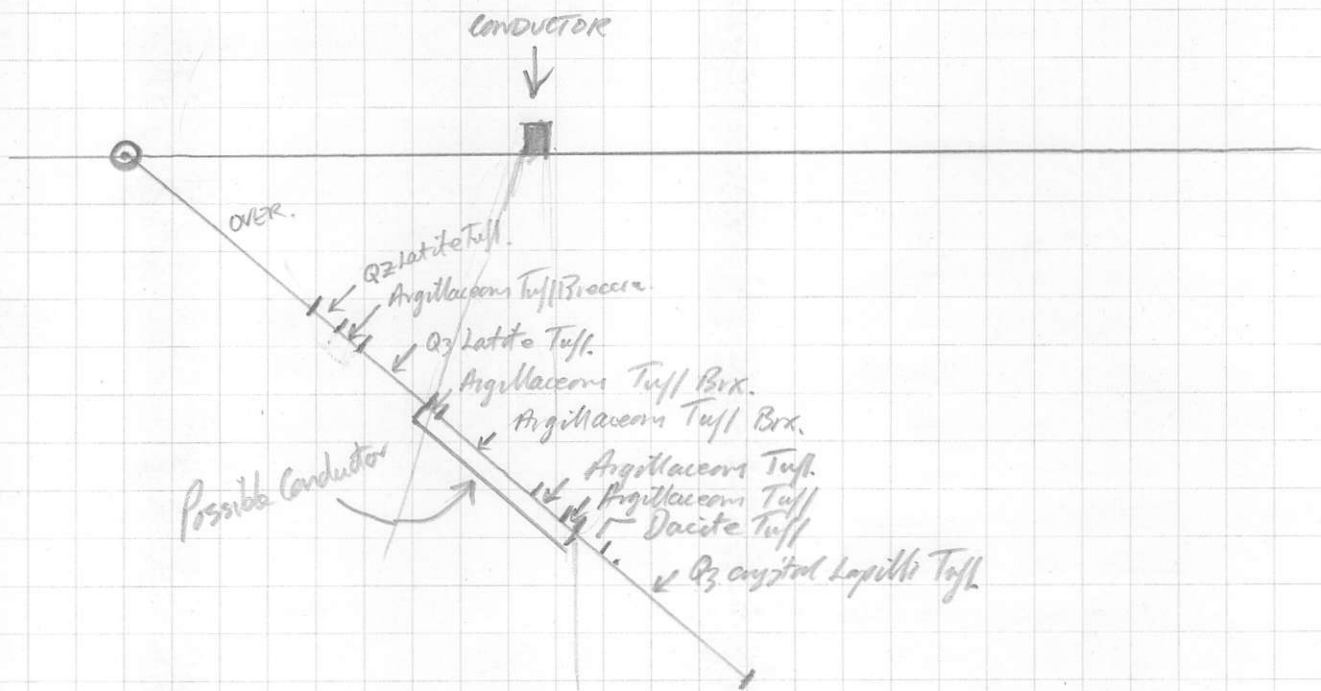 CONDUCTOR
OVER.
QZ Latite Tuff.
Argillaceous Tuff Breccia.
Qz Latite Tuff.
Argillaceous Tuff Brx.
Argillaceous Tuff Brx.
Possible Conductor
Argillaceous Tuff.
Argillaceous Tuff
Dacite Tuff
Qz crystal Lapilli Tuff